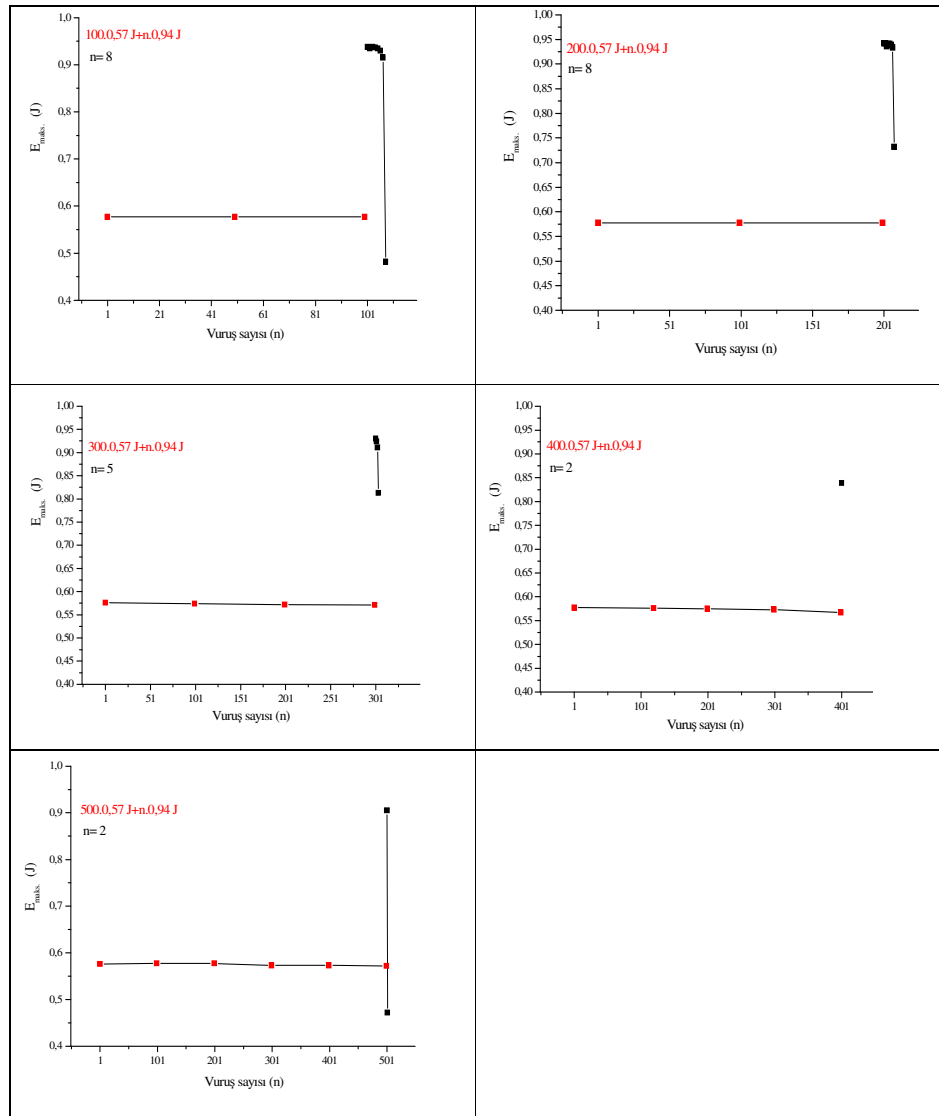 1,0
100.0,57 J+n.0,94 J
n= 8
0,9
0,8
E maks. (J)
0,7
0,6
0,5
0,4
1 21 41 61 81 101
Vuruş sayısı (n)
1,00
0,95
200.0,57 J+n.0,94 J
n= 8
0,90
0,85
0,80
E maks. (J)
0,75
0,70
0,65
0,60
0,55
0,50
0,45
0,40
1 51 101 151 201
Vuruş sayısı (n)
1,00
0,95
300.0,57 J+n.0,94 J
0,90
n= 5
0,85
0,80
E maks. (J)
0,75
0,70
0,65
0,60
0,55
0,50
0,45
0,40
1 51 101 151 201 251 301
Vuruş sayısı (n)
1,00
0,95
400.0,57 J+n.0,94 J
0,90
n= 2
0,85
0,80
E maks. (J)
0,75
0,70
0,65
0,60
0,55
0,50
0,45
0,40
1 101 201 301 401
Vuruş sayısı (n)
1,0
500.0,57 J+n.0,94 J
0,9
n= 2
0,8
E maks. (J)
0,7
0,6
0,5
0,4
1 101 201 301 401 501
Vuruş sayısı (n)